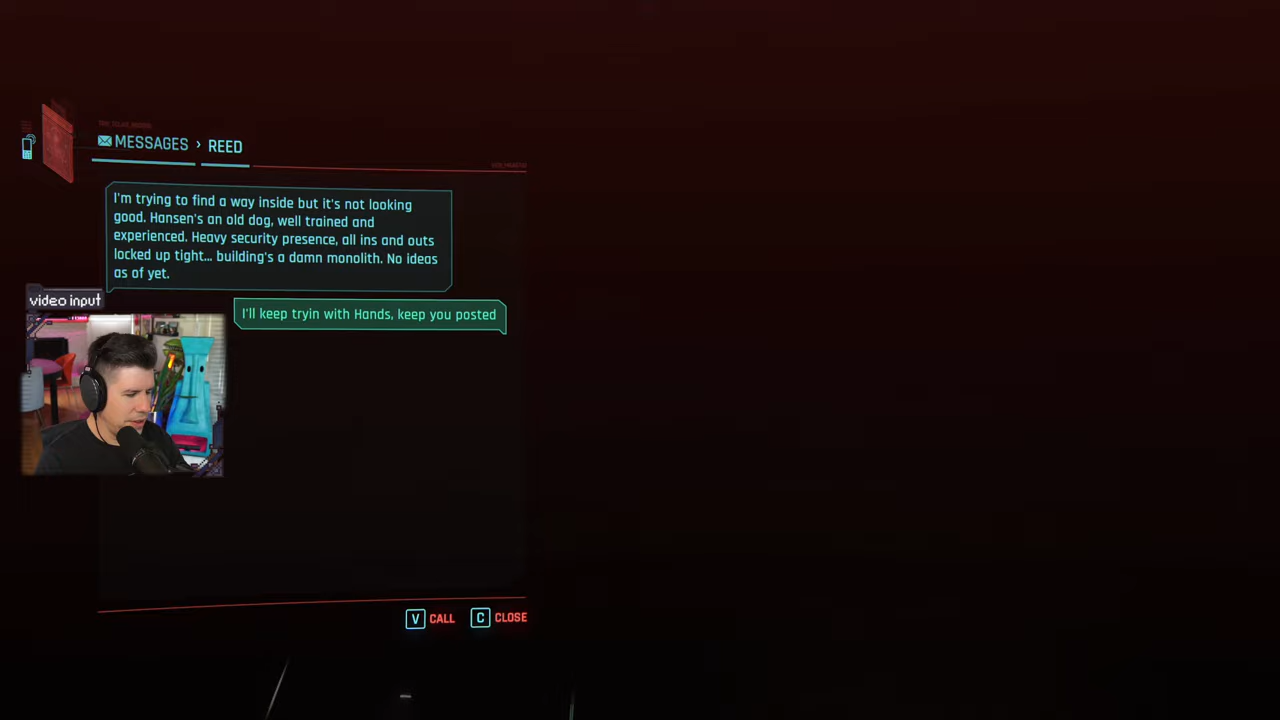 MESSAGES › REED
I'm trying to find a way inside but it's not looking
good. Hansen's an old dog, well trained and
experienced. Heavy security presence, all ins and outs
locked up tight... building's a damn monolith. No ideas
as of yet.
video input
I'll keep tryin with Hands, keep you posted
V CALL C CLOSE